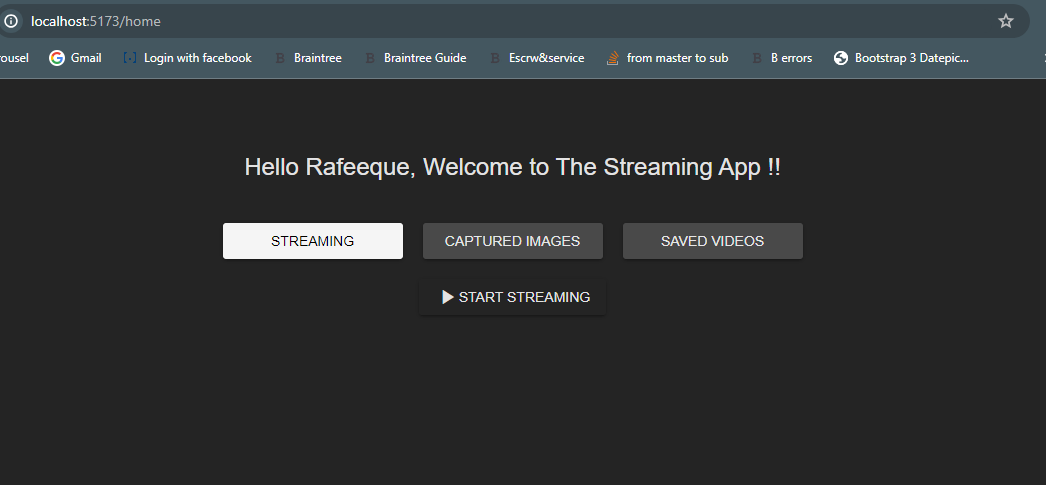 localhost:5173/home
rousel Gmail Login with facebook Braintree Braintree Guide Escrw&service from master to sub B errors Bootstrap 3 Datepic...
Hello Rafeeque, Welcome to The Streaming App !!
STREAMING CAPTURED IMAGES SAVED VIDEOS
START STREAMING